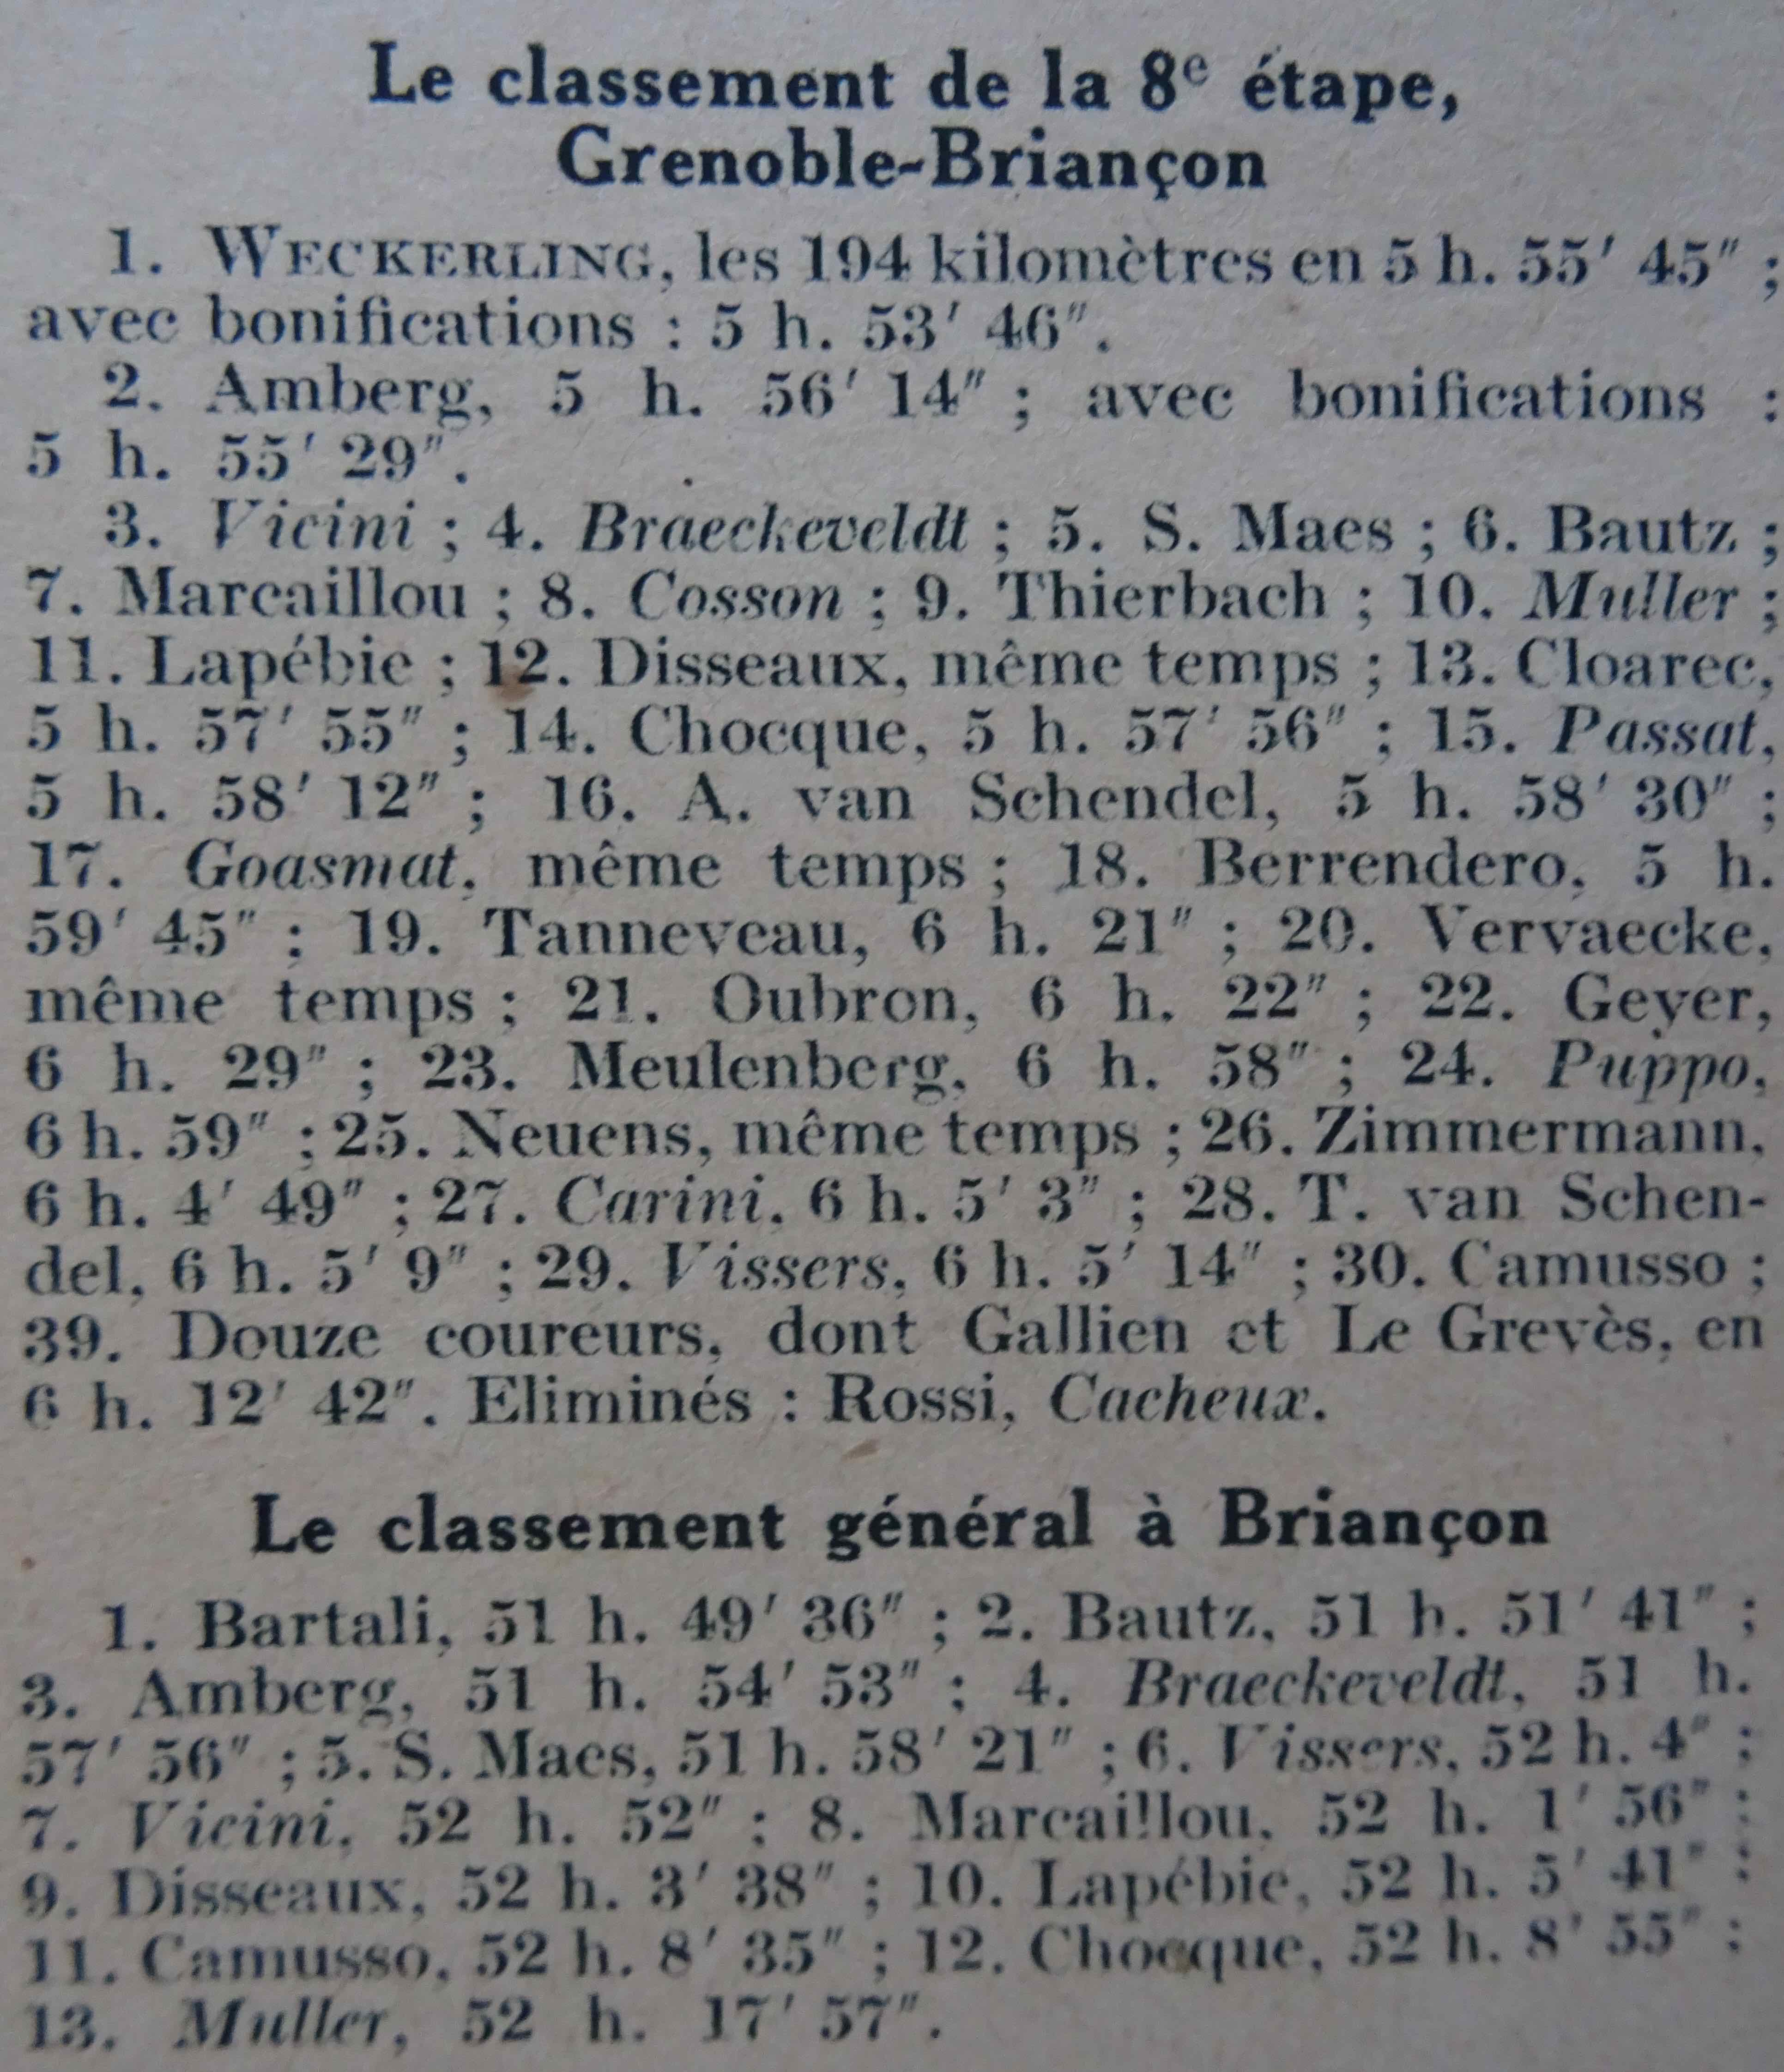 Le classement de la 8e étape,
Grenoble-Briançon
1. WECKERLING, les 194 kilomètres en 5 h. 55′ 45″ ;
avec bonifications : 5 h. 53′ 46″.
2. Amberg, 5 h. 56′ 14″ ; avec bonifications :
5 h. 55′ 29″.
3. Vicini ; 4. Braeckeveldt ; 5. S. Maes ; 6. Bautz ;
7. Marcaillou ; 8. Cosson ; 9. Thierbach ; 10. Muller ;
11. Lapébie ; 12. Disseaux, même temps ; 13. Cloarec,
5 h. 57′ 55″ ; 14. Chocque, 5 h. 57′ 56″ ; 15. Passat,
5 h. 58′ 12″ ; 16. A. van Schendel, 5 h. 58′ 30″ ;
17. Goasmat, même temps ; 18. Berrendero, 5 h.
59′ 45″ ; 19. Tanneveau, 6 h. 21″ ; 20. Vervaecke,
même temps ; 21. Oubron, 6 h. 22″ ; 22. Geyer,
6 h. 29″ ; 23. Meulenberg, 6 h. 58″ ; 24. Puppo,
6 h. 59″ ; 25. Neuens, même temps ; 26. Zimmermann,
6 h. 4′ 49″ ; 27. Carini, 6 h. 5′ 3″ ; 28. T. van Schen-
del, 6 h. 5′ 9″ ; 29. Vissers, 6 h. 5′ 14″ ; 30. Camusso ;
39. Douze coureurs, dont Gallien et Le Grevès, en
6 h. 12′ 42″. Eliminés : Rossi, Cacheux.
Le classement général à Briançon
1. Bartali, 51 h. 49′ 36″ ; 2. Bautz, 51 h. 51′ 41″ ;
3. Amberg, 51 h. 54′ 53″ ; 4. Braeckeveldt, 51 h.
57′ 56″ ; 5. S. Maes, 51 h. 58′ 21″ ; 6. Vissers, 52 h. 4″ ;
7. Vicini, 52 h. 52″ ; 8. Marcaillou, 52 h. 1′ 56″ ;
9. Disseaux, 52 h. 3′ 38″ ; 10. Lapébie, 52 h. 5′ 41″ ;
11. Camusso, 52 h. 8′ 35″ ; 12. Chocque, 52 h. 8′ 55″ ;
13. Muller, 52 h. 17′ 57″.